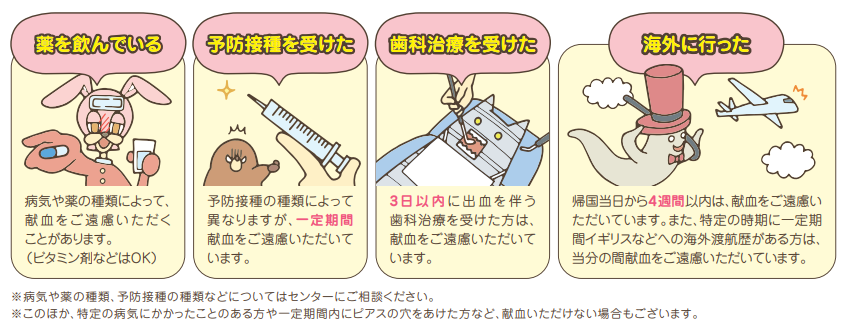 薬を飲んでいる
病気や薬の種類によって、
献血をご遠慮いただく
ことがあります。
（ビタミン剤などはOK）
予防接種を受けた
予防接種の種類によって
異なりますが、一定期間
献血をご遠慮いただいて
います。
歯科治療を受けた
3日以内に出血を伴う
歯科治療を受けた方は、
献血をご遠慮いただいて
います。
海外に行った
帰国当日から4週間以内は、献血をご遠慮い
ただいています。また、特定の時期に一定期
間イギリスなどへの海外渡航歴がある方は、
当分の間献血をご遠慮いただいています。
※病気や薬の種類、予防接種の種類などについてはセンターにご相談ください。
※このほか、特定の病気にかかったことのある方や一定期間内にピアスの穴をあけた方など、献血いただけない場合もございます。